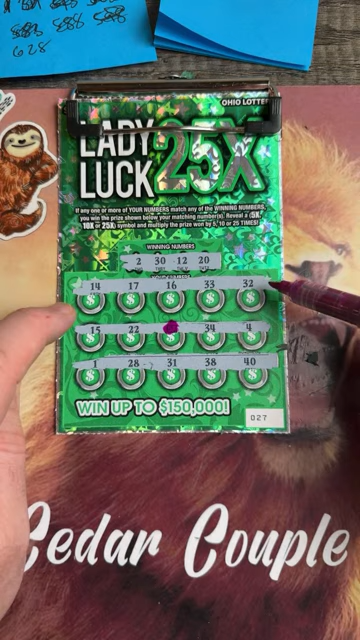 628
OHIO LOTTERY
LADY 25X
LUCK
If any one or more of YOUR NUMBERS match any of the WINNING NUMBERS,
you win the prize shown below your matching number(s). Reveal a (5X,
10X or 25X) symbol and multiply the prize won by 5, 10 or 25 TIMES!
WINNING NUMBERS
2 30 12 20
14 17 16 33 32
$ $ $ $ $
15 22 34 4
$ $ $ $ $
1 28 31 38 40
$ $ $ $ $
WIN UP TO $150,000!
027
Cedar Couple